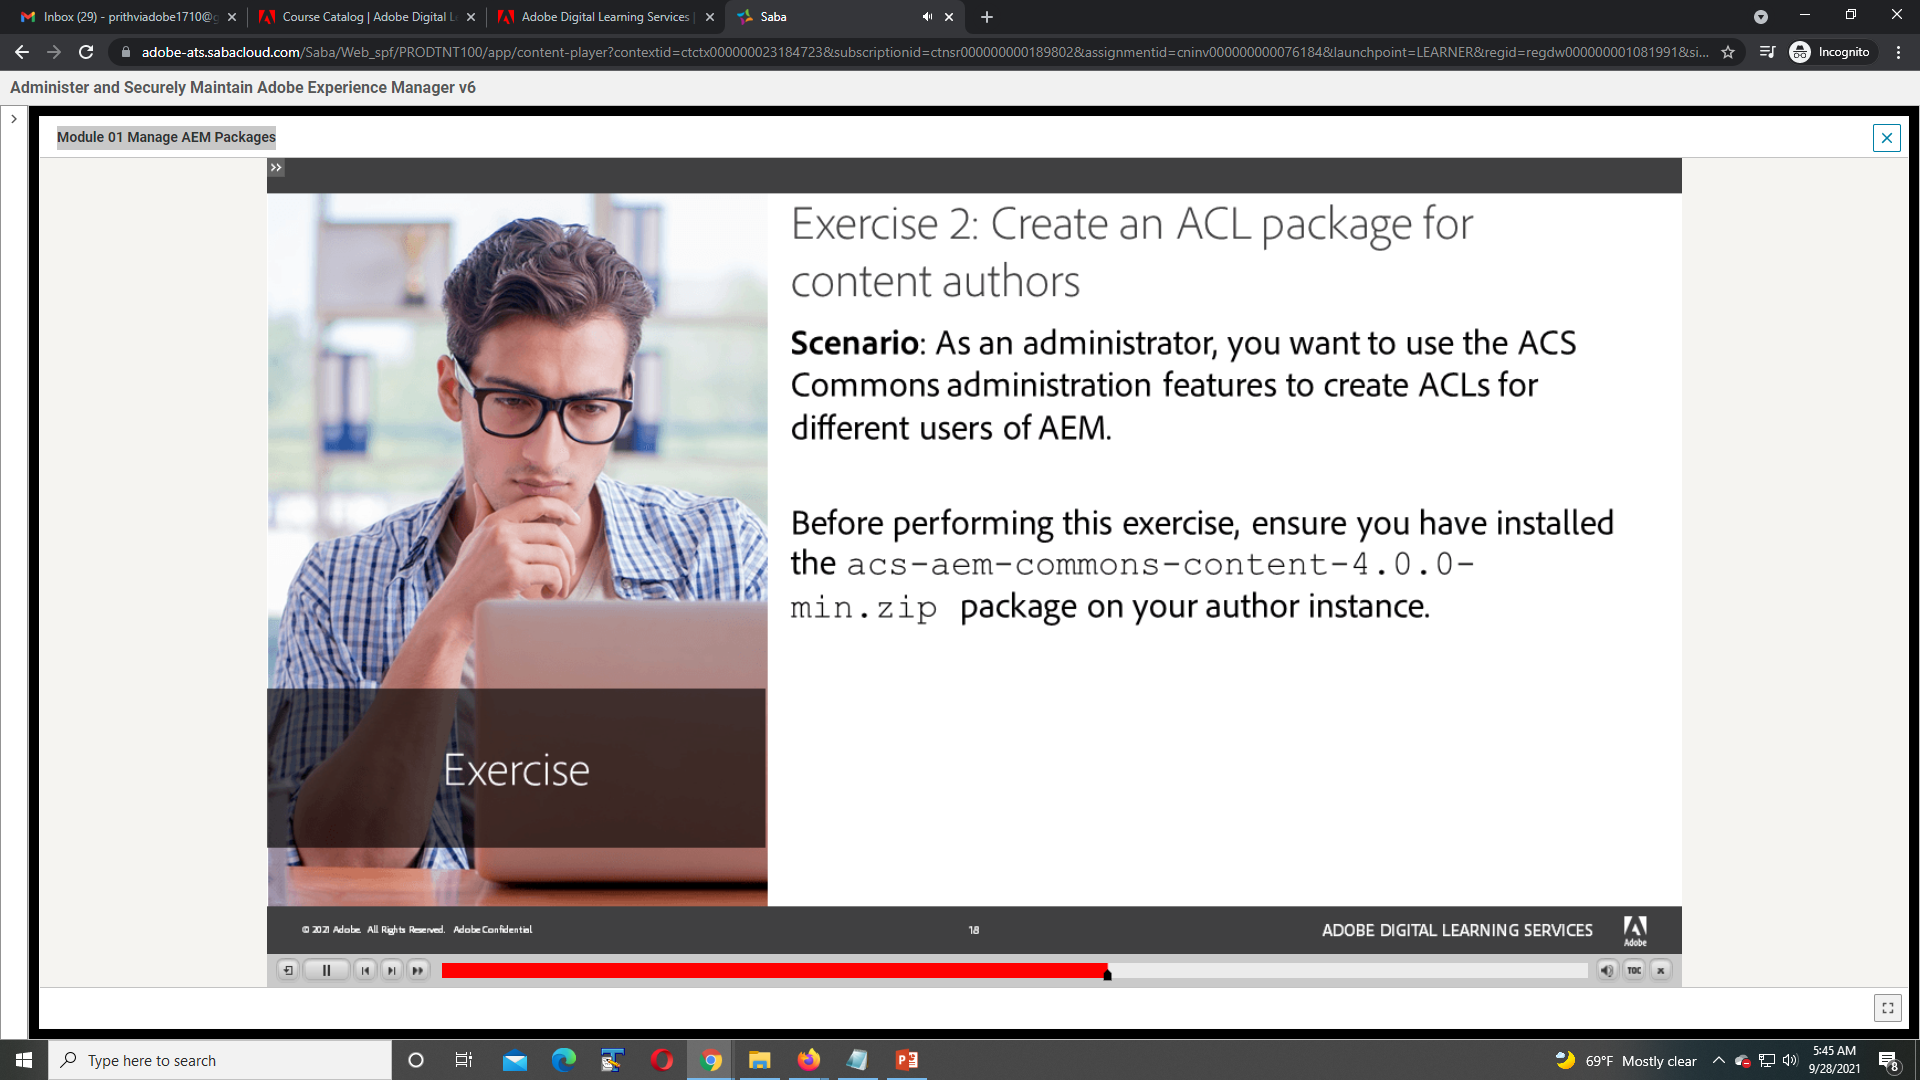 Inbox (29) - prithviadobe1710@g
Course Catalog | Adobe Digital L
Adobe Digital Learning Services |
Saba
adobe-ats.sabacloud.com/Saba/Web_spf/PRODTNT100/app/content-player?contextid=ctctx000000023184723&subscriptionid=ctnsr0000000000189802&assignmentid=cninv000000000076184&launchpoint=LEARNER&regid=regdw000000001081991&si...
Incognito
Administer and Securely Maintain Adobe Experience Manager v6
Module 01 Manage AEM Packages
Exercise 2: Create an ACL package for
content authors
Scenario: As an administrator, you want to use the ACS
Commons administration features to create ACLs for
different users of AEM.
Before performing this exercise, ensure you have installed
the acs-aem-commons-content-4.0.0-
min.zip package on your author instance.
Exercise
© 2021 Adobe. All Rights Reserved. Adobe Confidential.
18
ADOBE DIGITAL LEARNING SERVICES
Adobe
TOC
Type here to search
69°F Mostly clear
5:45 AM
9/28/2021
8